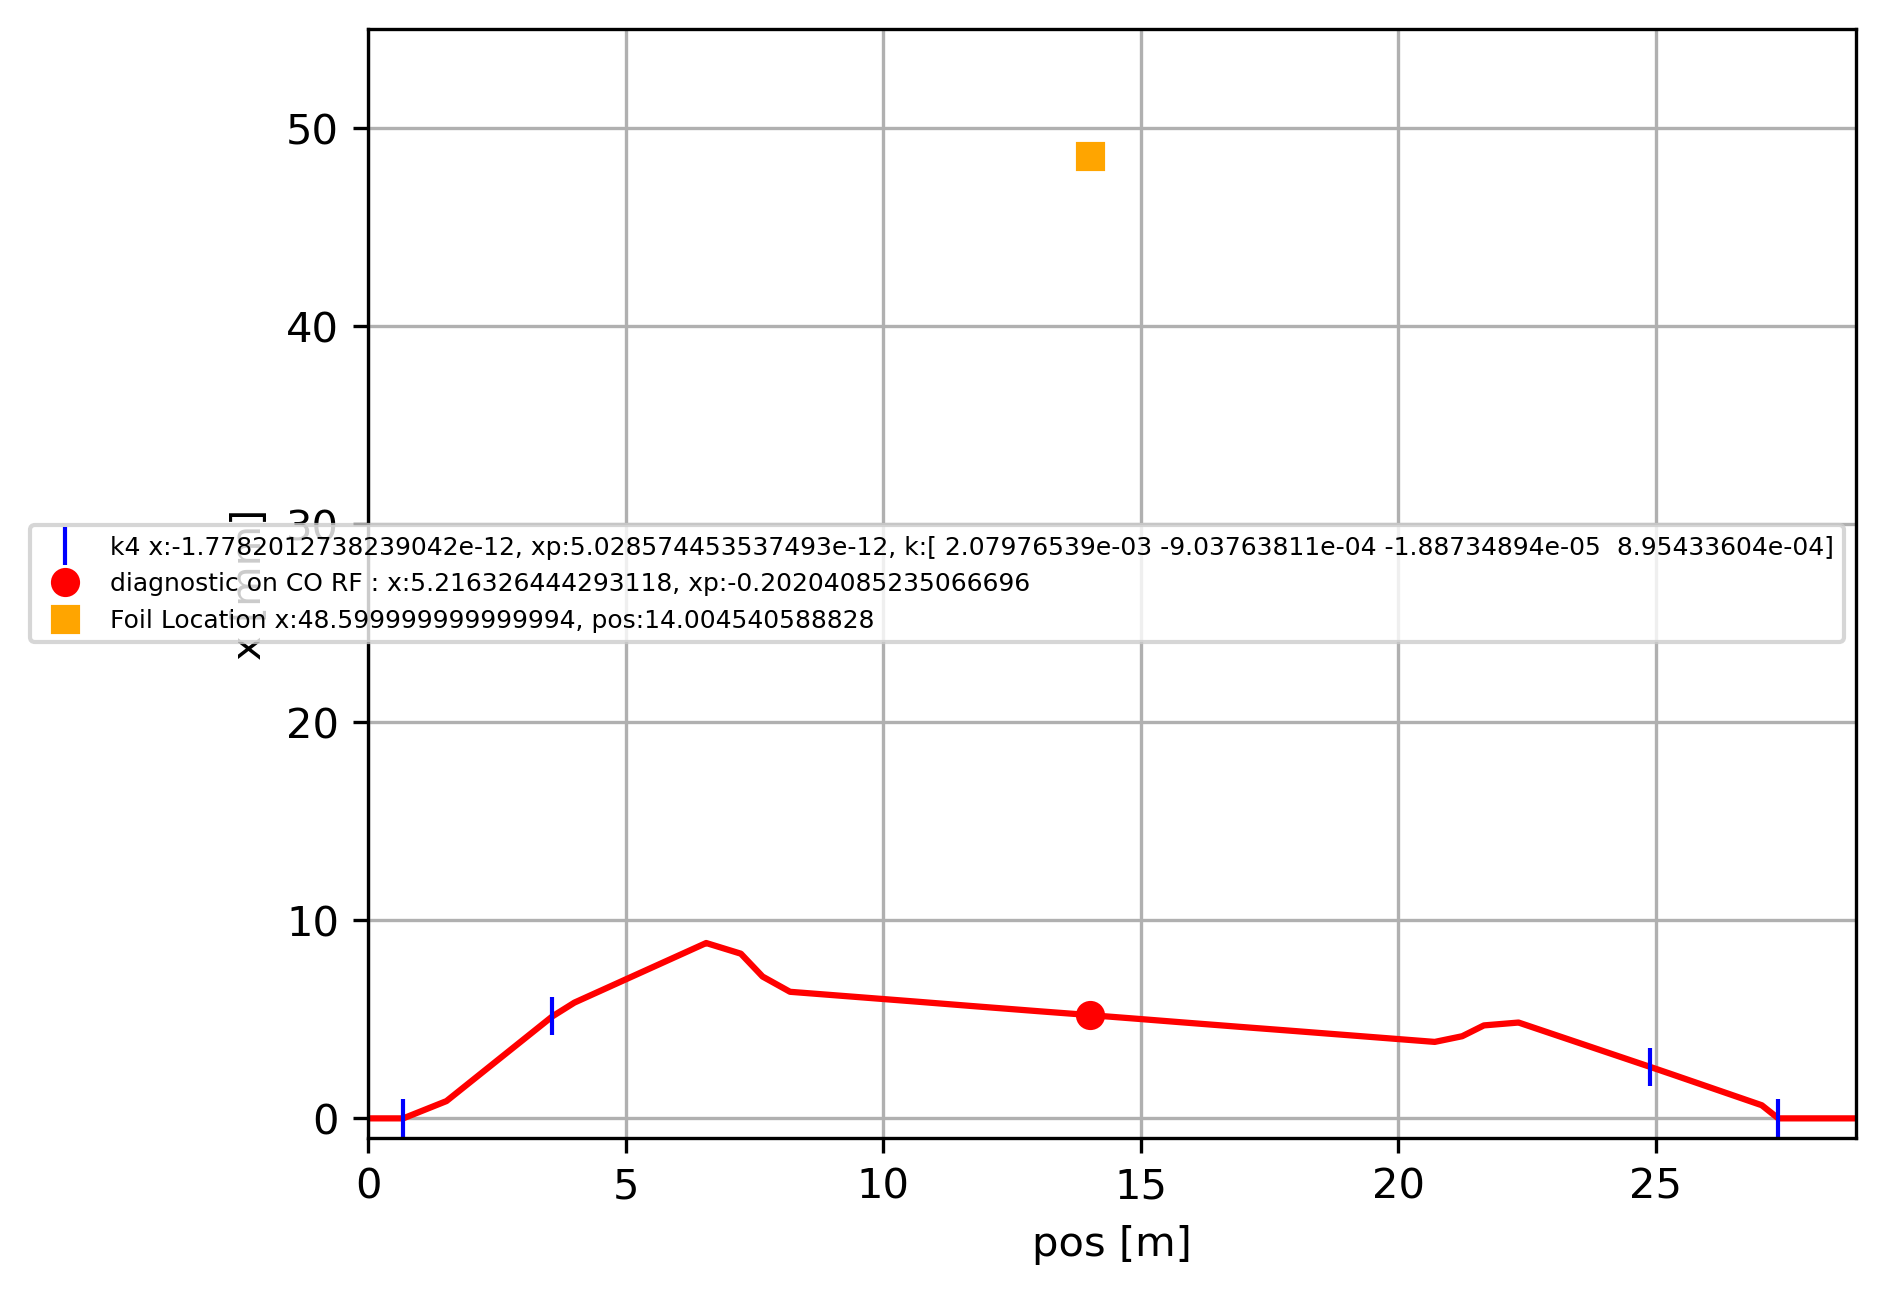 50
40
30
20
10
0
x [mm]
k4 x:-1.7782012738239042e-12, xp:5.028574453537493e-12, k:[ 2.07976539e-03 -9.03763811e-04 -1.88734894e-05  8.95433604e-04]
diagnostic on CO RF : x:5.216326444293118, xp:-0.20204085235066696
Foil Location x:48.599999999999994, pos:14.004540588828
0 5 10 15 20 25
pos [m]